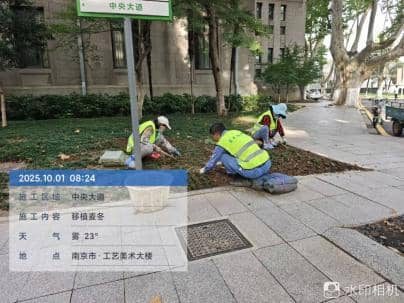 中央大道
2025.10.01 08:24
施工区域 中央大道
施工内容 移植麦冬
天气 雾 23°
地点 南京市·工艺美术大楼
水印相机